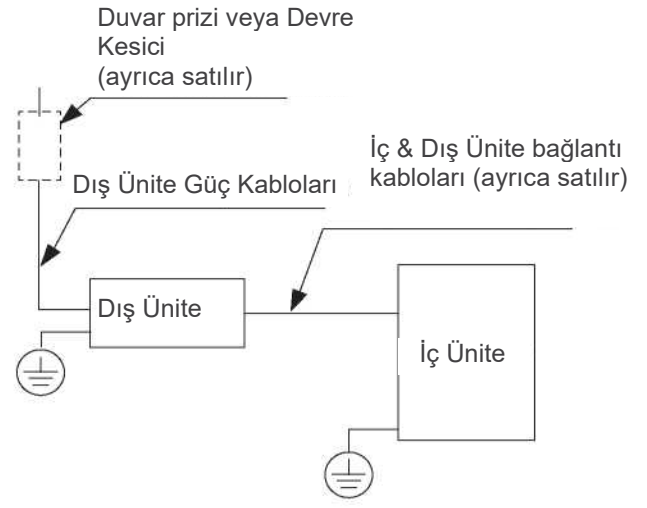 Duvar prizi veya Devre
Kesici
(ayrıca satılır)
İç & Dış Ünite bağlantı
kabloları (ayrıca satılır)
Dış Ünite Güç Kabloları
Dış Ünite
İç Ünite